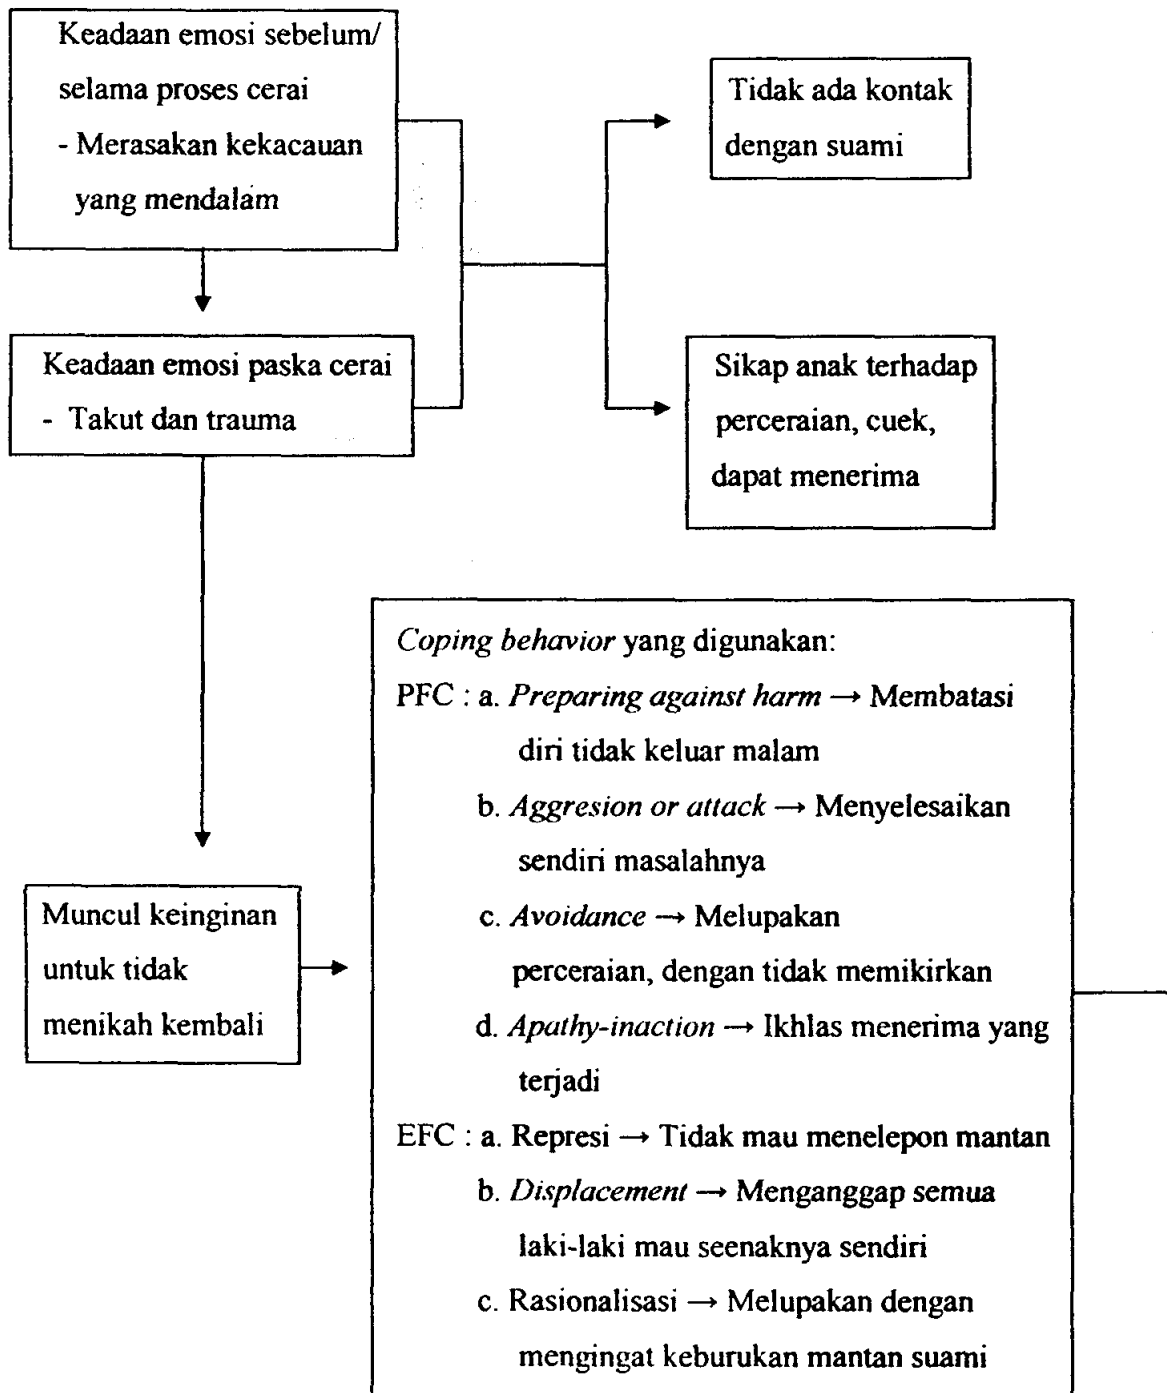 Keadaan emosi sebelum/
selama proses cerai
- Merasakan kekacauan
yang mendalam
Tidak ada kontak
dengan suami
Keadaan emosi paska cerai
- Takut dan trauma
Sikap anak terhadap
perceraian, cuek,
dapat menerima
Muncul keinginan
untuk tidak
menikah kembali
Coping behavior yang digunakan:
PFC : a. Preparing against harm → Membatasi
diri tidak keluar malam
b. Aggresion or attack → Menyelesaikan
sendiri masalahnya
c. Avoidance → Melupakan
perceraian, dengan tidak memikirkan
d. Apathy-inaction → Ikhlas menerima yang
terjadi
EFC : a. Represi → Tidak mau menelepon mantan
b. Displacement → Menganggap semua
laki-laki mau seenaknya sendiri
c. Rasionalisasi → Melupakan dengan
mengingat keburukan mantan suami